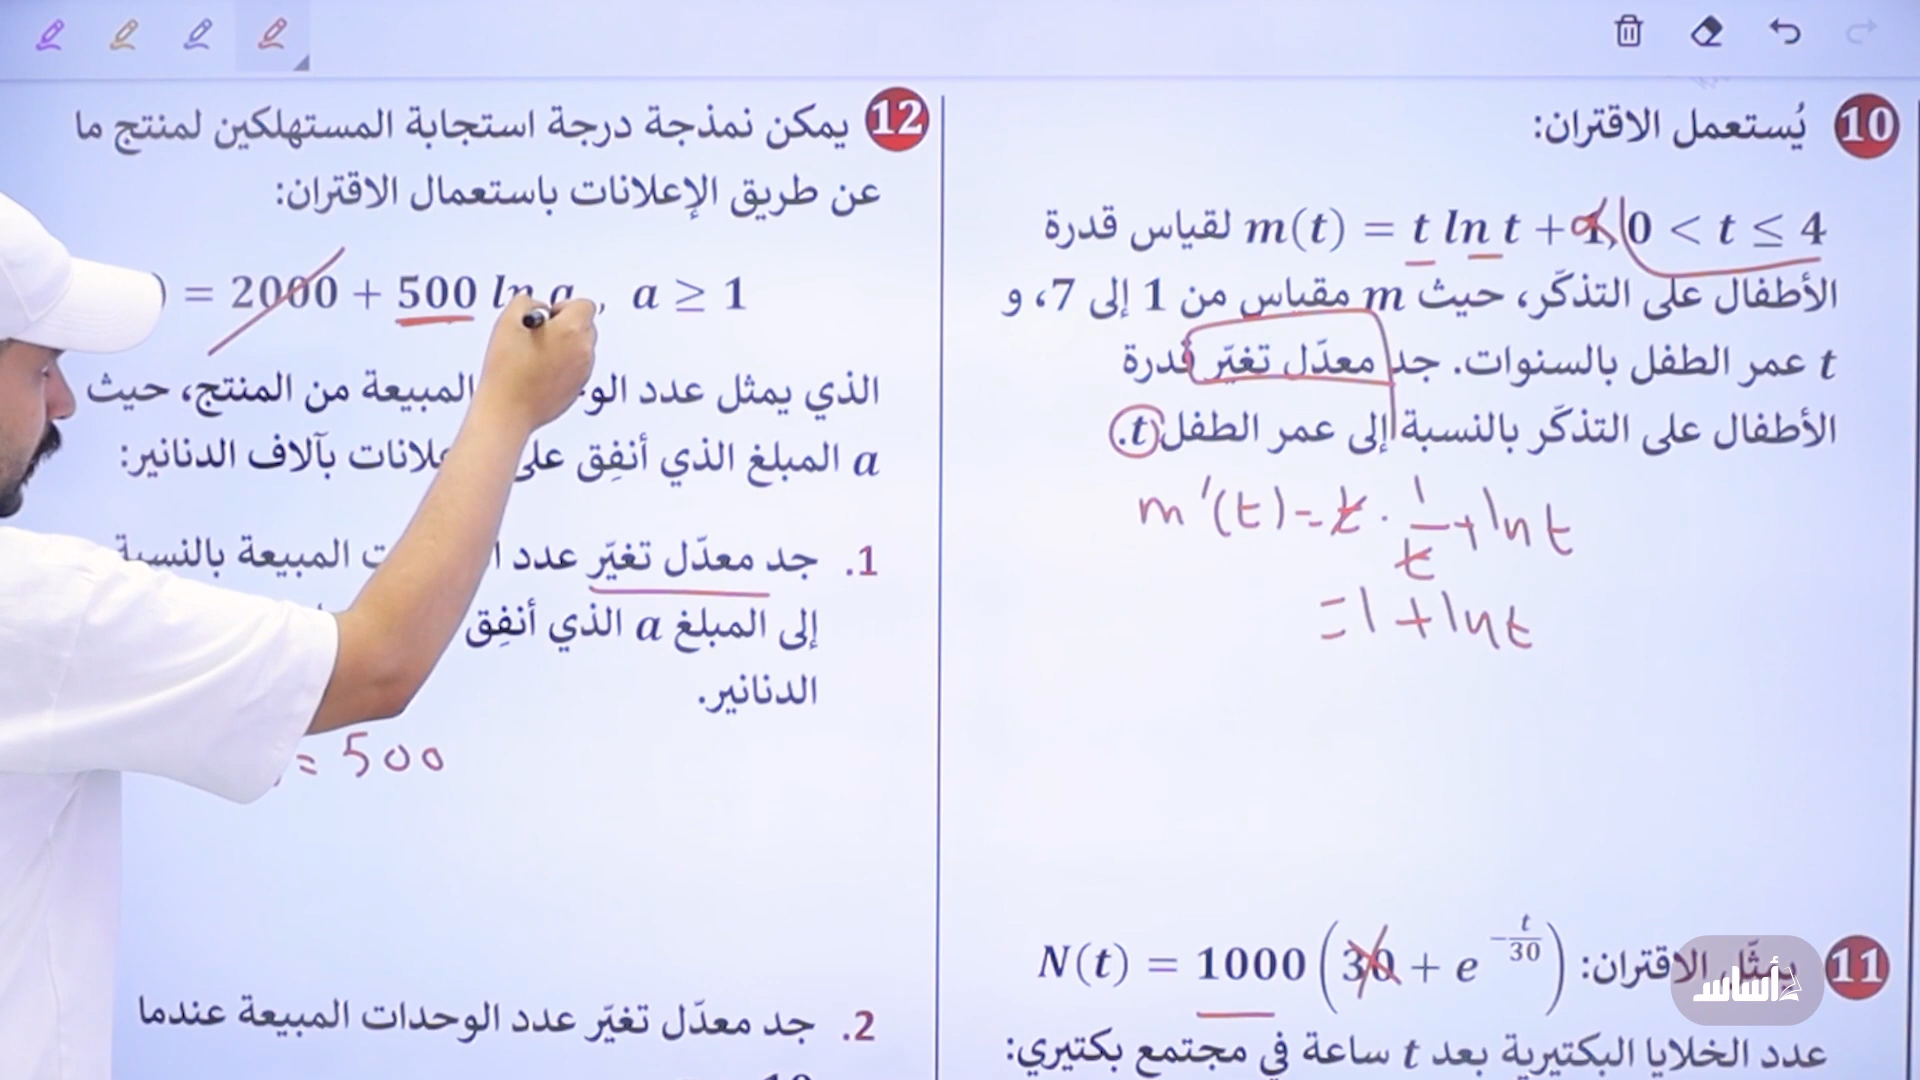 10 يُستعمل الاقتران:
m(t) = t ln t + 1, 0 < t ≤ 4 لقياس قدرة
الأطفال على التذكّر، حيث m مقياس من 1 إلى 7، و
t عمر الطفل بالسنوات. جد معدّل تغيّر قدرة
الأطفال على التذكّر بالنسبة إلى عمر الطفل t.
m'(t) = t · 1/t + ln t
= 1 + ln t
11 يمثّل الاقتران: N(t) = 1000 (30 + e^{-t/30})
عدد الخلايا البكتيرية بعد t ساعة في مجتمع بكتيري:
أساس
12 يمكن نمذجة درجة استجابة المستهلكين لمنتج ما
عن طريق الإعلانات باستعمال الاقتران:
) = 2000 + 500 ln a, a ≥ 1
الذي يمثل عدد المبيعة من المنتج، حيث
a المبلغ الذي أنفِق على بآلاف الدنانير:
1. جد معدّل تغيّر عدد المبيعة بالنسبة
إلى المبلغ a الذي أنفِق
الدنانير.
= 500
2. جد معدّل تغيّر عدد الوحدات المبيعة عندما